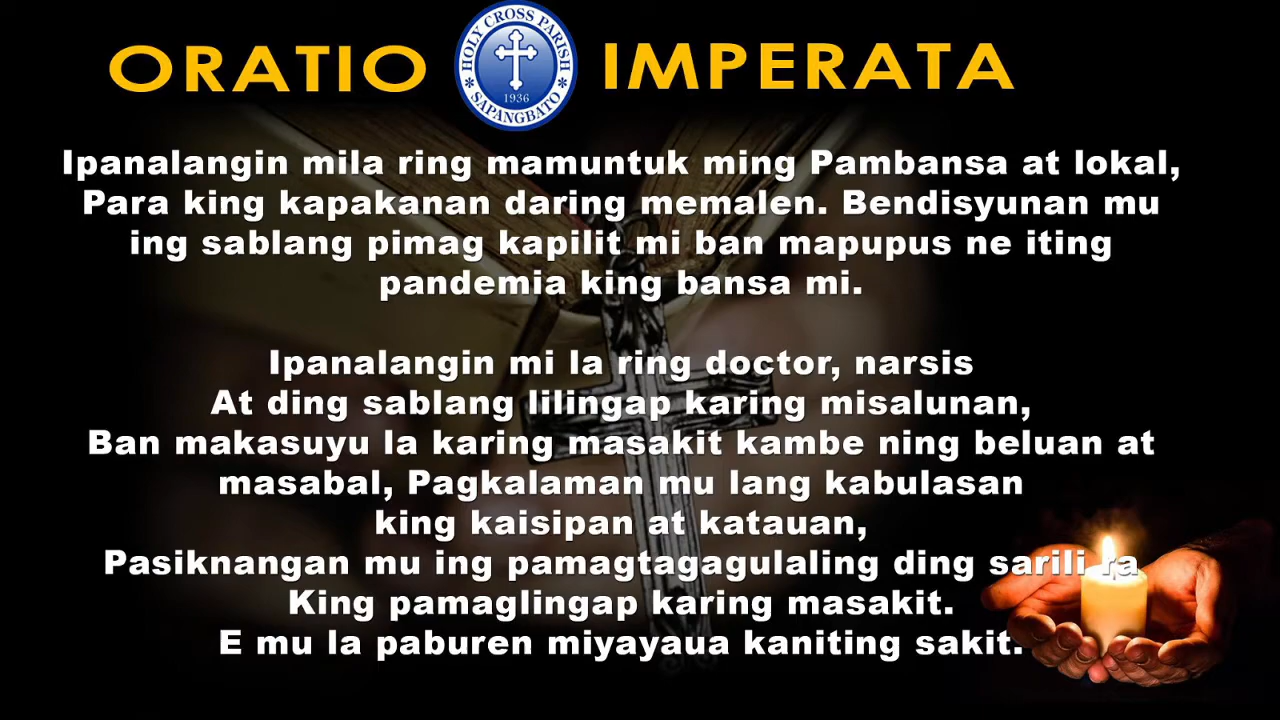 ORATIO IMPERATA
HOLY CROSS PARISH
1936
SAPANGBATO
Ipanalangin mila ring mamuntuk ming Pambansa at lokal,
Para king kapakanan daring memalen. Bendisyunan mu
ing sablang pimag kapilit mi ban mapupus ne iting
pandemia king bansa mi.
Ipanalangin mi la ring doctor, narsis
At ding sablang lilingap karing misalunan,
Ban makasuyu la karing masakit kambe ning beluan at
masabal, Pagkalaman mu lang kabulasan
king kaisipan at katauan,
Pasiknangan mu ing pamagtagagulaling ding sarili ra
King pamaglingap karing masakit.
E mu la paburen miyayaua kaniting sakit.